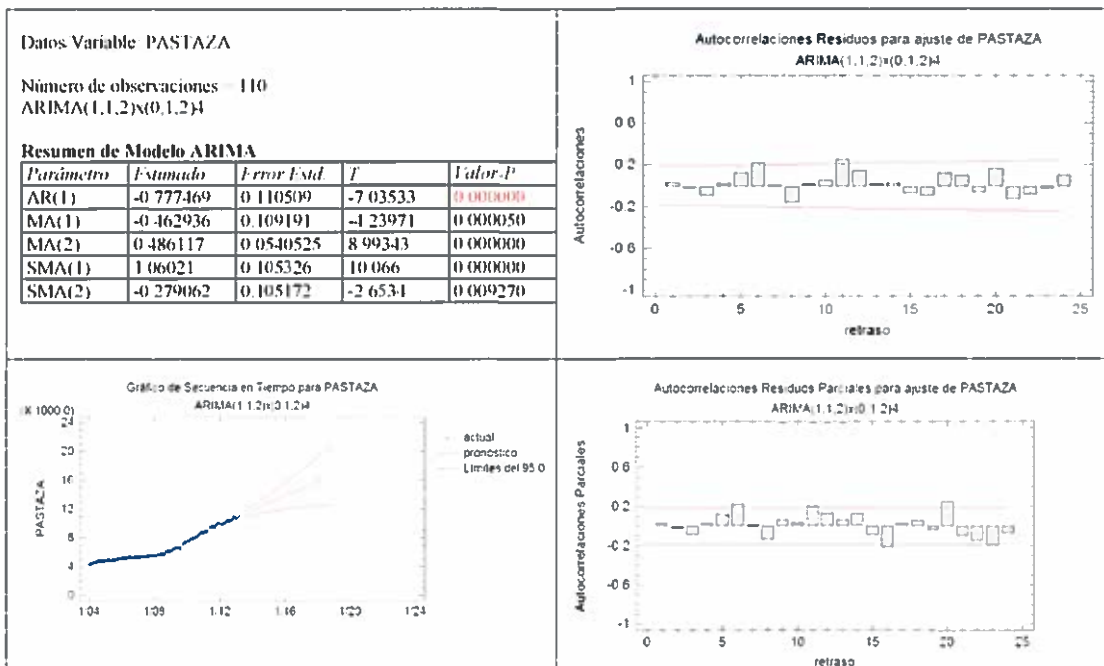 Datos Variable: PASTAZA
Número de observaciones = 110
ARIMA(1,1,2)x(0,1,2)4
Resumen de Modelo ARIMA
Parámetro Estimado Error Estd. T Valor-P
AR(1) -0.777469 0.110509 -7.03533 0.000000
MA(1) -0.462936 0.109191 -4.23971 0.000050
MA(2) 0.486117 0.0540525 8.99343 0.000000
SMA(1) 1.06021 0.105326 10.066 0.000000
SMA(2) -0.279062 0.105172 -2.6534 0.009270
Autocorrelaciones Residuos para ajuste de PASTAZA
ARIMA(1,1,2)x(0,1,2)4
Autocorrelaciones
1
0.6
0.2
-0.2
-0.6
-1
0 5 10 15 20 25
retraso
Gráfico de Secuencia en Tiempo para PASTAZA
ARIMA(1,1,2)x(0,1,2)4
(X 1000.0)
PASTAZA
24
20
16
12
8
4
0
1.04 1.08 1.12 1.16 1.20 1.24
actual
pronóstico
Límites del 95.0
Autocorrelaciones Residuos Parciales para ajuste de PASTAZA
ARIMA(1,1,2)x(0,1,2)4
Autocorrelaciones Parciales
1
0.6
0.2
-0.2
-0.6
-1
0 5 10 15 20 25
retraso